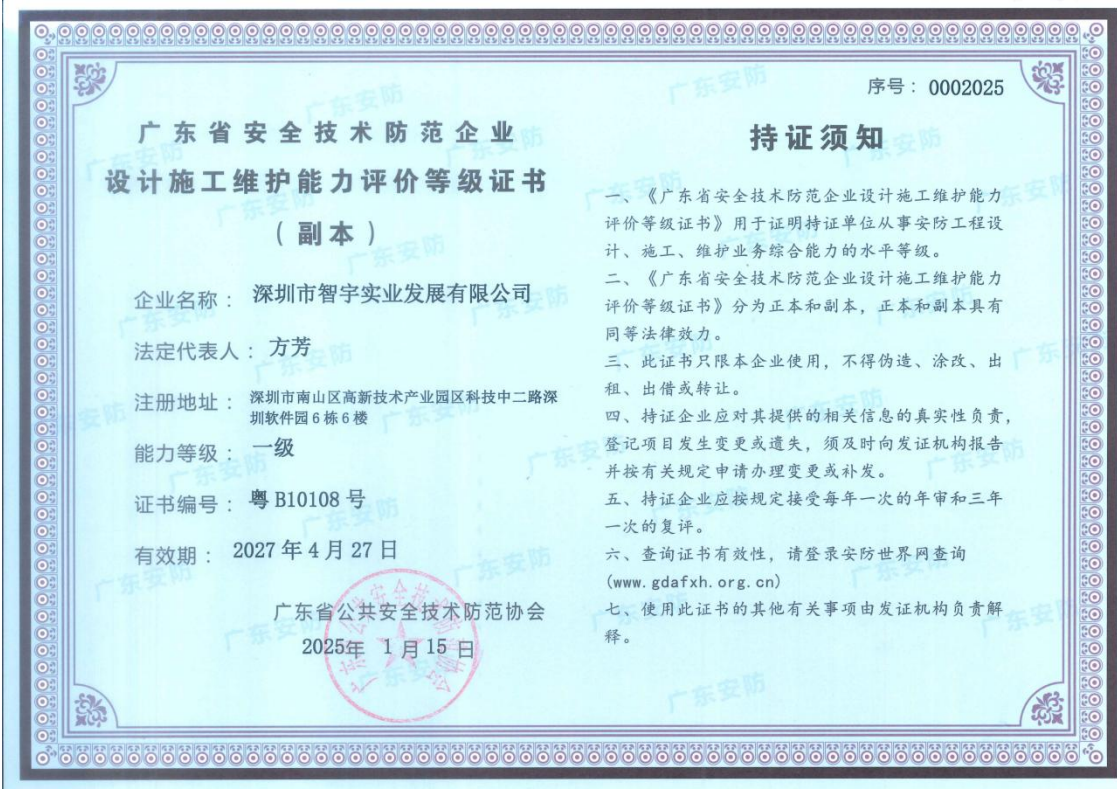 广东省安全技术防范企业
设计施工维护能力评价等级证书
（副本）
企业名称： 深圳市智宇实业发展有限公司
法定代表人： 方芳
注册地址： 深圳市南山区高新技术产业园区科技中二路深
圳软件园6栋6楼
能力等级： 一级
证书编号： 粤B10108号
有效期： 2027年4月27日
广东省公共安全技术防范协会
2025年 1月15日
序号：0002025
持证须知
一、《广东省安全技术防范企业设计施工维护能力
评价等级证书》用于证明持证单位从事安防工程设
计、施工、维护业务综合能力的水平等级。
二、《广东省安全技术防范企业设计施工维护能力
评价等级证书》分为正本和副本，正本和副本具有
同等法律效力。
三、此证书只限本企业使用，不得伪造、涂改、出
租、出借或转让。
四、持证企业应对其提供的相关信息的真实性负责，
登记项目发生变更或遗失，须及时向发证机构报告
并按有关规定申请办理变更或补发。
五、持证企业应按规定接受每年一次的年审和三年
一次的复评。
六、查询证书有效性，请登录安防世界网查询
(www.gdafxh.org.cn)
七、使用此证书的其他有关事项由发证机构负责解
释。
广东安防